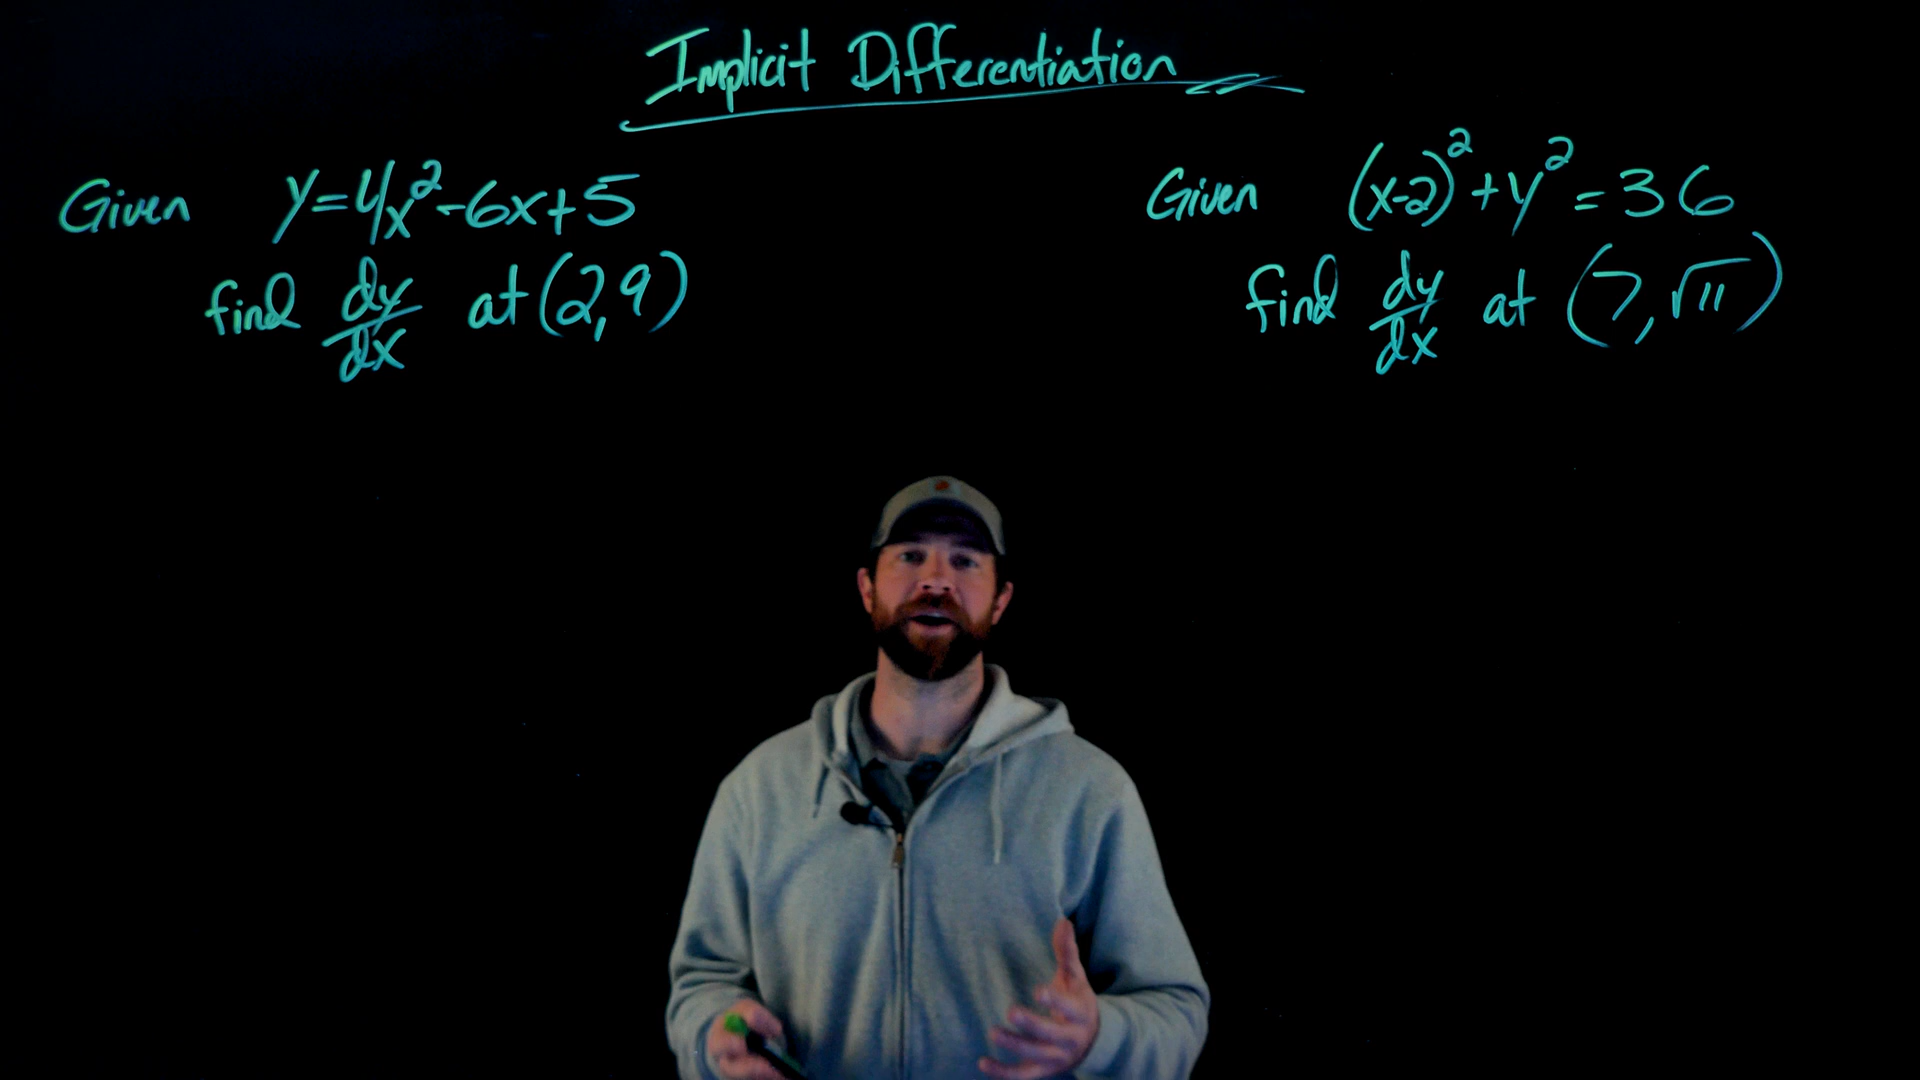 Implicit Differentiation
Given y=4x²-6x+5
find dy/dx at (2,9)
Given (x-2)²+y²=36
find dy/dx at (7,√11)